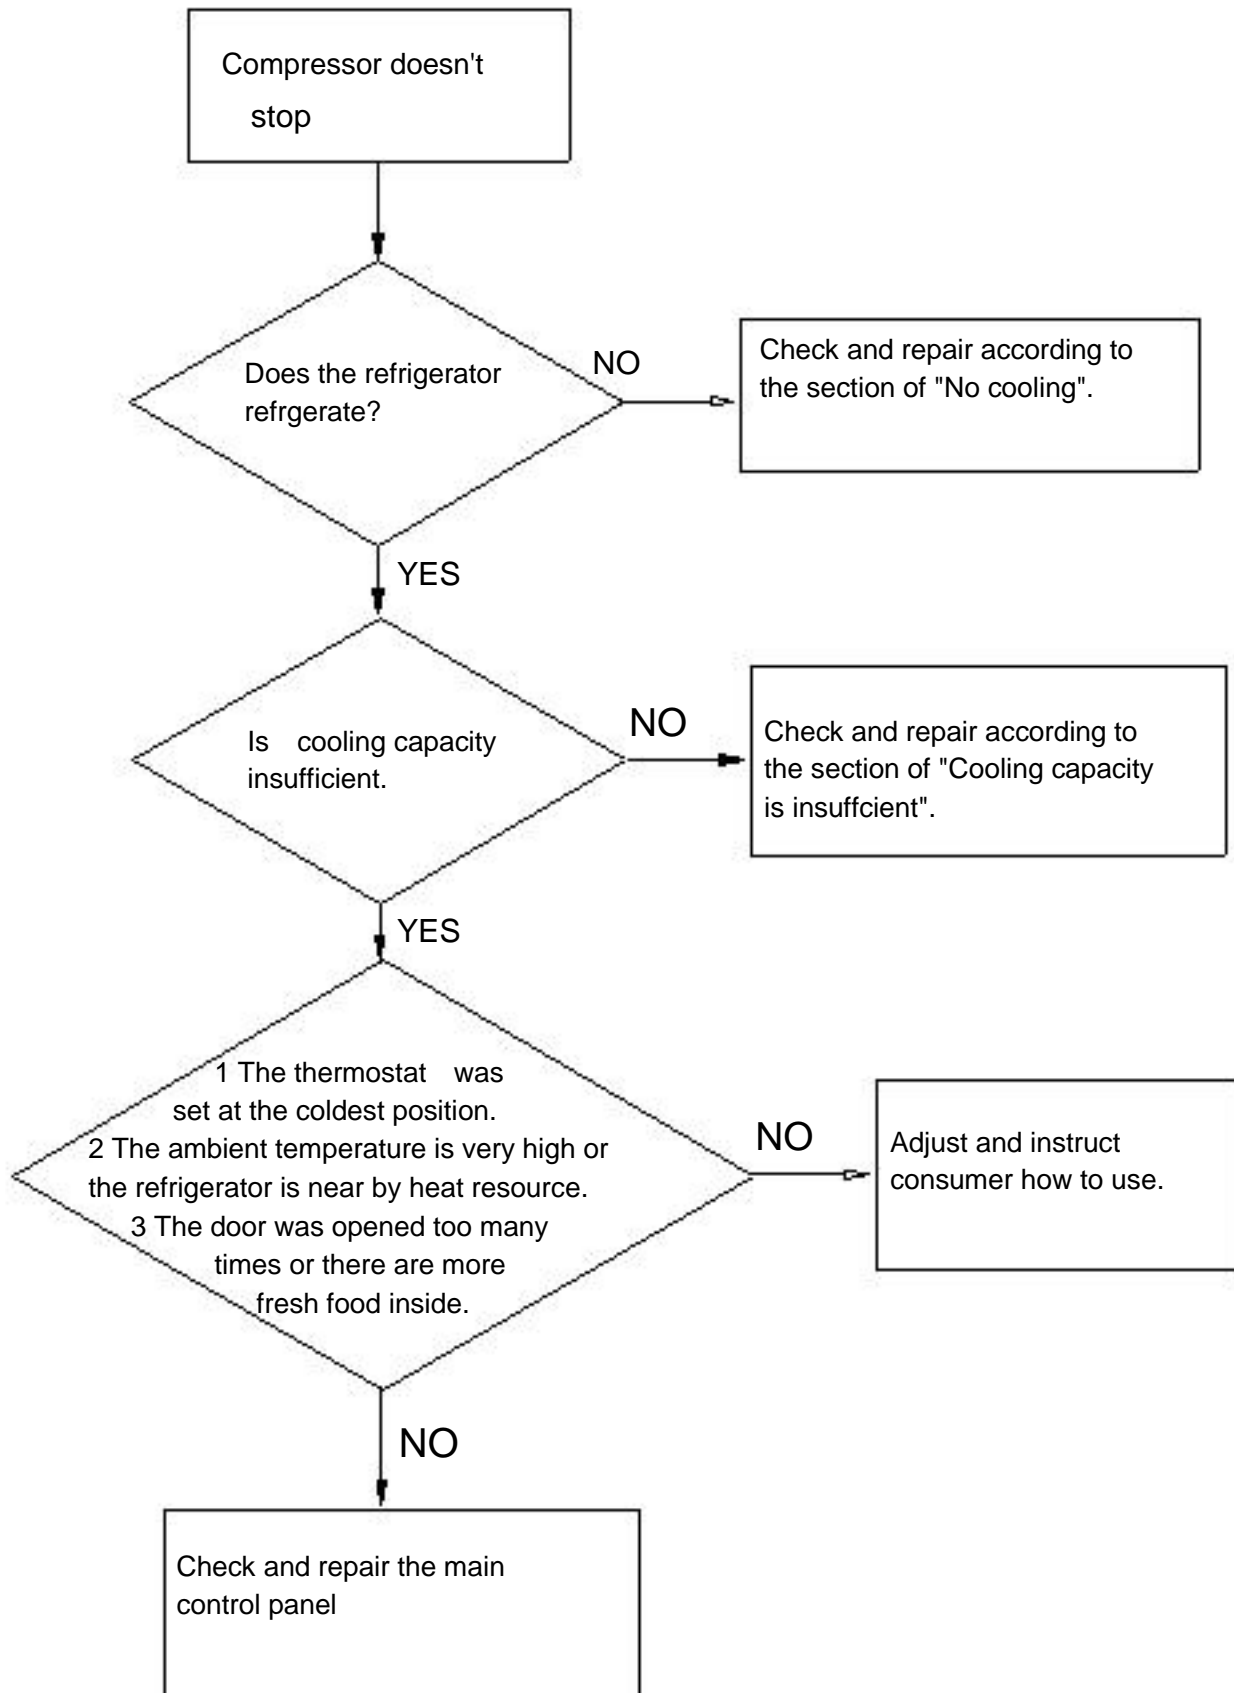 Compressor doesn't
stop
Does the refrigerator
refrgerate?
NO
Check and repair according to
the section of "No cooling".
YES
Is cooling capacity
insufficient.
NO
Check and repair according to
the section of "Cooling capacity
is insuffcient".
YES
1 The thermostat was
set at the coldest position.
2 The ambient temperature is very high or
the refrigerator is near by heat resource.
3 The door was opened too many
times or there are more
fresh food inside.
NO
Adjust and instruct
consumer how to use.
NO
Check and repair the main
control panel